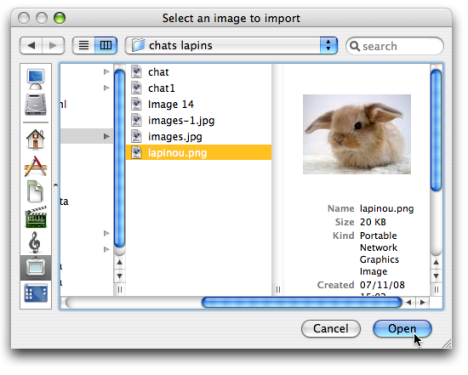 Select an image to import
chats lapins
search
chat
chat1
Image 14
images-1.jpg
images.jpg
lapinou.png
nl
ta
Name lapinou.png
Size 20 KB
Kind Portable
Network
Graphics
Image
Created 07/11/08
Cancel
Open